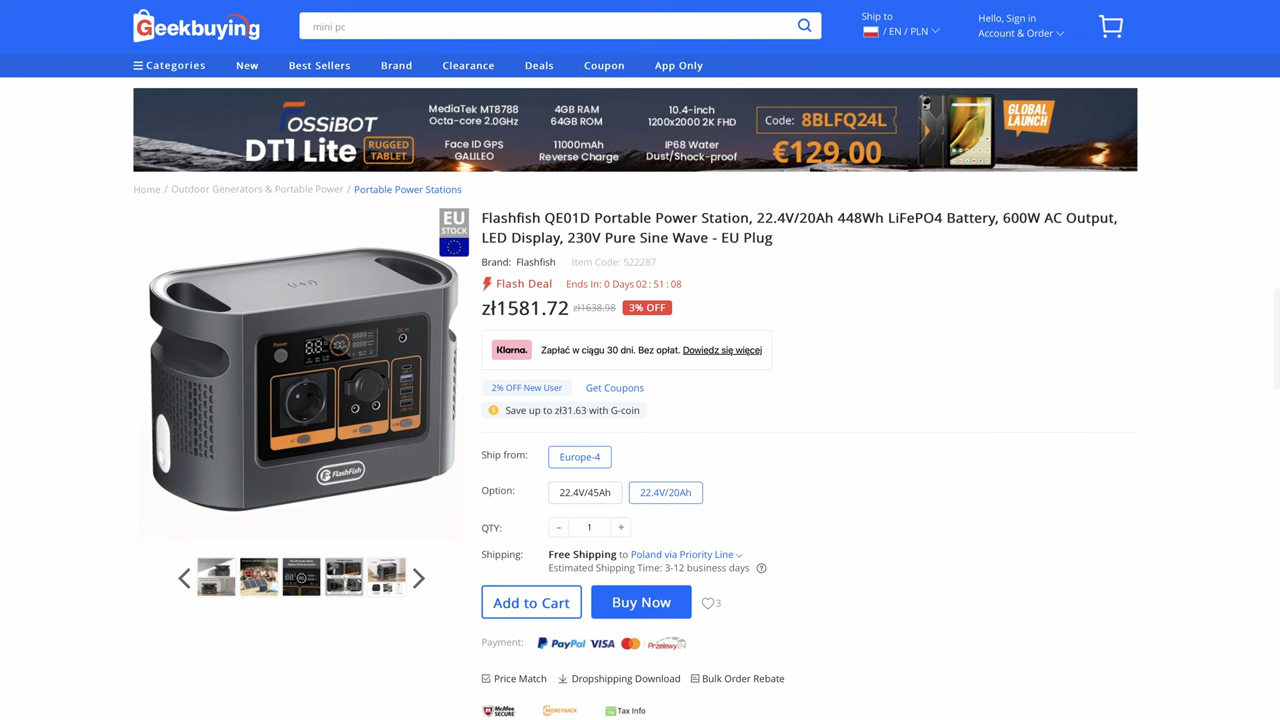 Geekbuying
mini pc
Ship to
/ EN / PLN
Hello, Sign in
Account & Order
Categories
New
Best Sellers
Brand
Clearance
Deals
Coupon
App Only
FOSSiBOT
DT1 Lite
RUGGED
TABLET
MediaTek MT8788
Octa-core 2.0GHz
4GB RAM
64GB ROM
10.4-inch
1200x2000 2K FHD
Face ID GPS
GALILEO
11000mAh
Reverse Charge
IP68 Water
Dust/Shock-proof
Code: 8BLFQ24L
€129.00
GLOBAL
LAUNCH
Home / Outdoor Generators & Portable Power / Portable Power Stations
EU
STOCK
Flashfish QE01D Portable Power Station, 22.4V/20Ah 448Wh LiFePO4 Battery, 600W AC Output,
LED Display, 230V Pure Sine Wave - EU Plug
Brand: Flashfish Item Code: 522287
Flash Deal Ends In: 0 Days 02 : 51 : 08
zł1581.72 zł1638.98 3% OFF
Klarna. Zapłać w ciągu 30 dni. Bez opłat. Dowiedz się więcej
2% OFF New User Get Coupons
Save up to zł31.63 with G-coin
Power
DC In
FlashFish
Ship from: Europe-4
Option: 22.4V/45Ah 22.4V/20Ah
QTY: - 1 +
Shipping: Free Shipping to Poland via Priority Line
Estimated Shipping Time: 3-12 business days ?
Add to Cart Buy Now 3
Payment: PayPal VISA Przelewy24
Price Match Dropshipping Download Bulk Order Rebate
McAfee
SECURE
MONEYBACK
Tax Info